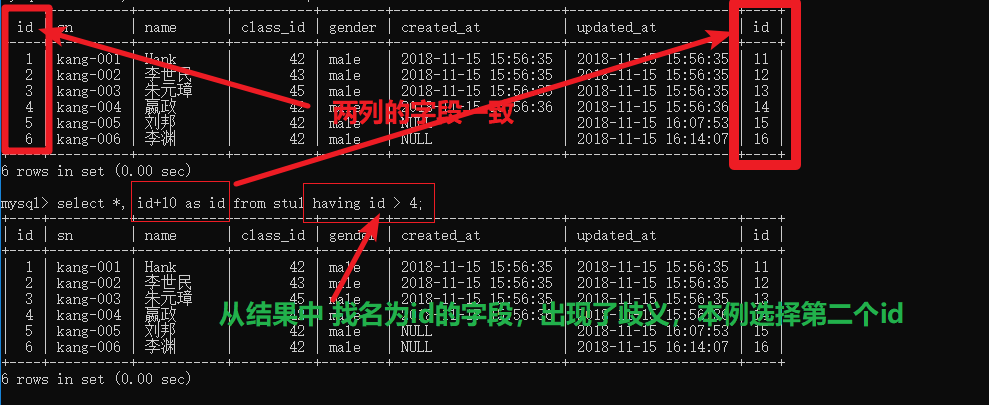 id | sn | name | class_id | gender | created_at | updated_at | id
1 | kang-001 | Hank | 42 | male | 2018-11-15 15:56:35 | 2018-11-15 15:56:35 | 11
2 | kang-002 | 李世民 | 43 | male | 2018-11-15 15:56:35 | 2018-11-15 15:56:35 | 12
3 | kang-003 | 朱元璋 | 45 | male | 2018-11-15 15:56:35 | 2018-11-15 15:56:35 | 13
4 | kang-004 | 嬴政 | 42 | male | 2018-11-15 15:56:36 | 2018-11-15 15:56:36 | 14
两列的字段一致
5 | kang-005 | 刘邦 | 42 | male | NULL | 2018-11-15 16:07:53 | 15
6 | kang-006 | 李渊 | 42 | male | NULL | 2018-11-15 16:14:07 | 16
6 rows in set (0.00 sec)
mysql> select *, id+10 as id from stu1 having id > 4;
id | sn | name | class_id | gender | created_at | updated_at | id
1 | kang-001 | Hank | 42 | male | 2018-11-15 15:56:35 | 2018-11-15 15:56:35 | 11
2 | kang-002 | 李世民 | 43 | male | 2018-11-15 15:56:35 | 2018-11-15 15:56:35 | 12
3 | kang-003 | 朱元璋 | 45 | male | 2018-11-15 15:56:35 | 2018-11-15 15:56:35 | 13
4 | kang-004 | 嬴政 | 42
从结果中 找名为id的字段，出现了歧义，本列选择第二个id
5 | kang-005 | 刘邦 | 42 | male | NULL | 2018-11-15 16:07:53 | 15
6 | kang-006 | 李渊 | 42 | male | NULL | 2018-11-15 16:14:07 | 16
6 rows in set (0.00 sec)